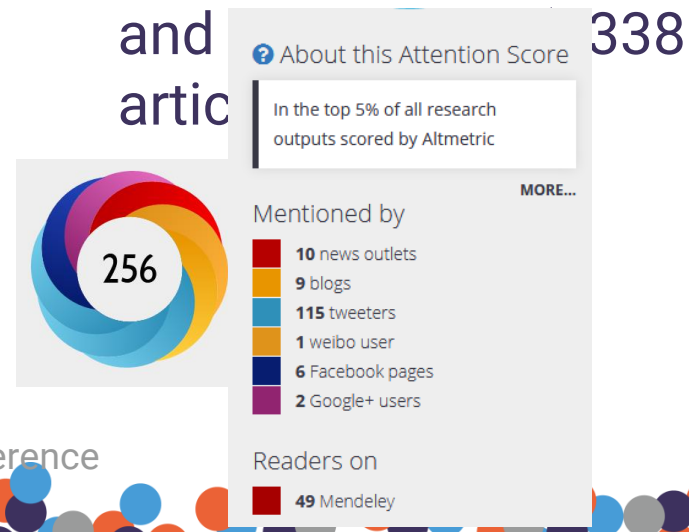 and 338
artic
About this Attention Score
In the top 5% of all research
outputs scored by Altmetric
MORE...
256
Mentioned by
10 news outlets
9 blogs
115 tweeters
1 weibo user
6 Facebook pages
2 Google+ users
erence
Readers on
49 Mendeley